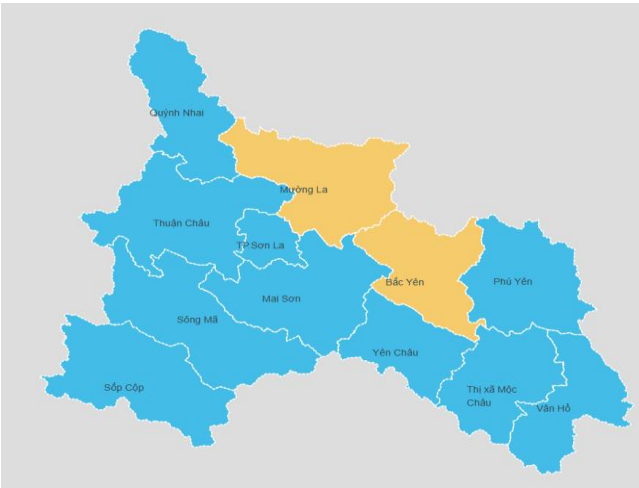 Quỳnh Nhai
Mường La
Thuận Châu
TP.Sơn La
Bắc Yên
Phù Yên
Mai Sơn
Sông Mã
Yên Châu
Sốp Cộp
Thị xã Mộc
Châu
Vân Hồ